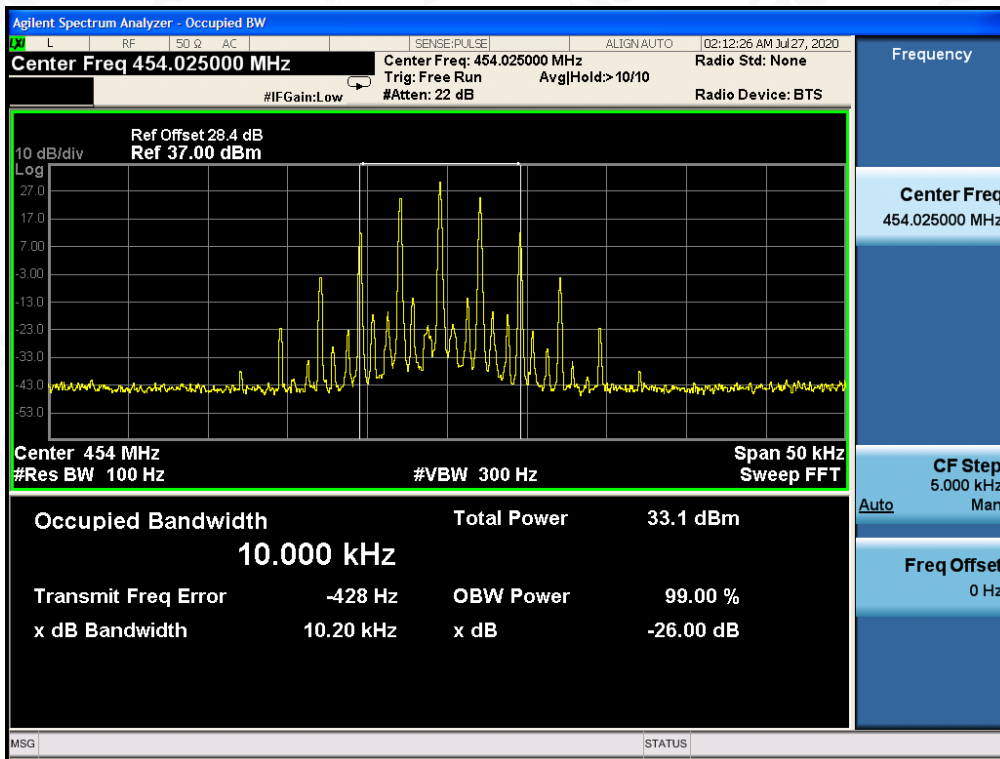 Agilent Spectrum Analyzer - Occupied BW
LXI L RF 50 Ω AC SENSE:PULSE ALIGN AUTO 02:12:26 AM Jul 27, 2020
Center Freq 454.025000 MHz
Center Freq: 454.025000 MHz
Radio Std: None
Trig: Free Run Avg|Hold:> 10/10
#IFGain:Low
#Atten: 22 dB
Radio Device: BTS
Ref Offset 28.4 dB
10 dB/div Ref 37.00 dBm
Log
27.0
17.0
7.00
-3.00
-13.0
-23.0
-33.0
-43.0
-53.0
Center 454 MHz Span 50 kHz
#Res BW 100 Hz #VBW 300 Hz Sweep FFT
Occupied Bandwidth Total Power 33.1 dBm
10.000 kHz
Transmit Freq Error -428 Hz OBW Power 99.00 %
x dB Bandwidth 10.20 kHz x dB -26.00 dB
Frequency
Center Freq
454.025000 MHz
CF Step
5.000 kHz
Auto Man
Freq Offset
0 Hz
MSG STATUS